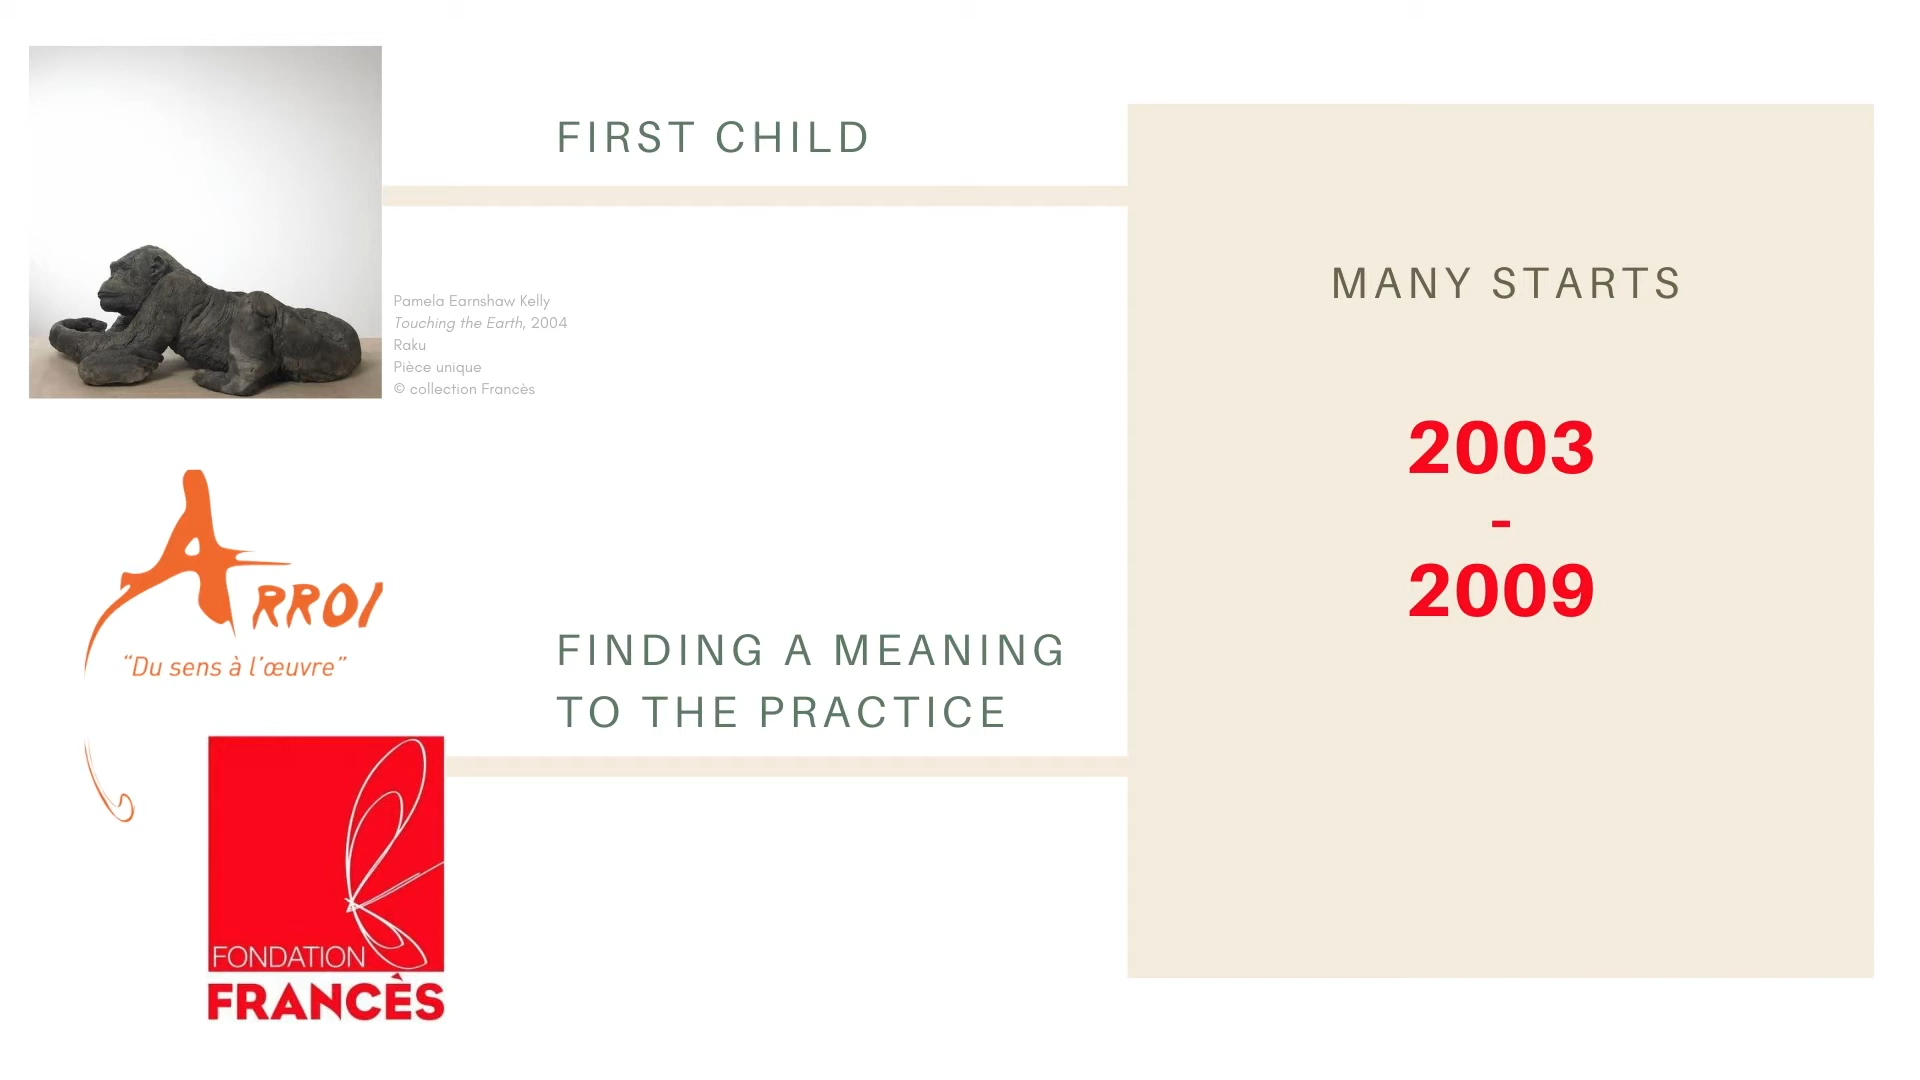 FIRST CHILD
Pamela Earnshaw Kelly
Touching the Earth, 2004
Raku
Pièce unique
© collection Francès
ARROI
“Du sens à l’œuvre”
FINDING A MEANING
TO THE PRACTICE
FONDATION
FRANCÈS
MANY STARTS
2003
-
2009